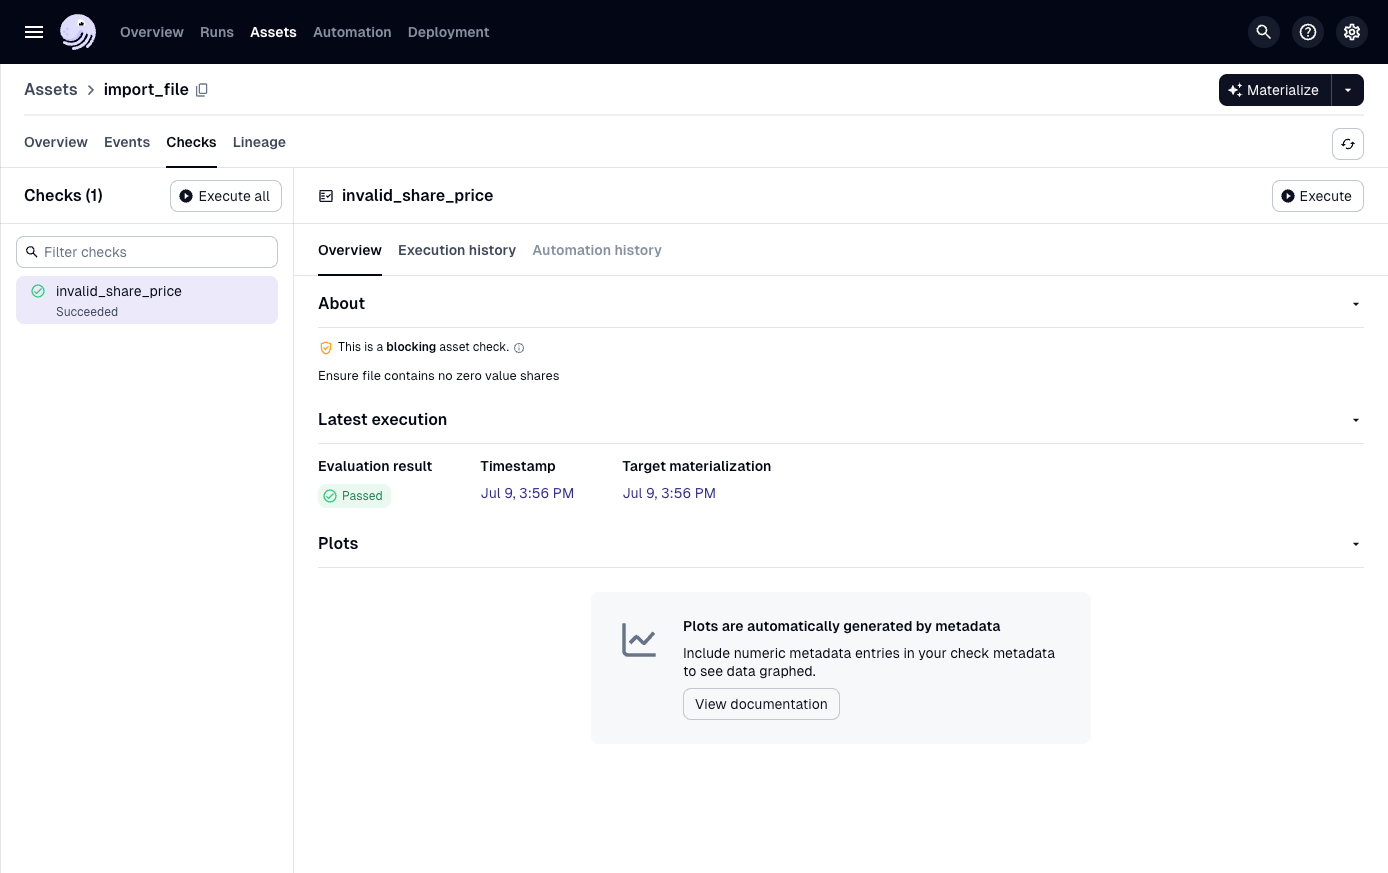 Overview Runs Assets Automation Deployment
Assets > import_file
Materialize
Overview Events Checks Lineage
Checks (1)
Execute all
invalid_share_price
Execute
Filter checks
invalid_share_price
Succeeded
Overview Execution history Automation history
About
This is a blocking asset check.
Ensure file contains no zero value shares
Latest execution
Evaluation result Timestamp Target materialization
Passed Jul 9, 3:56 PM Jul 9, 3:56 PM
Plots
Plots are automatically generated by metadata
Include numeric metadata entries in your check metadata
to see data graphed.
View documentation